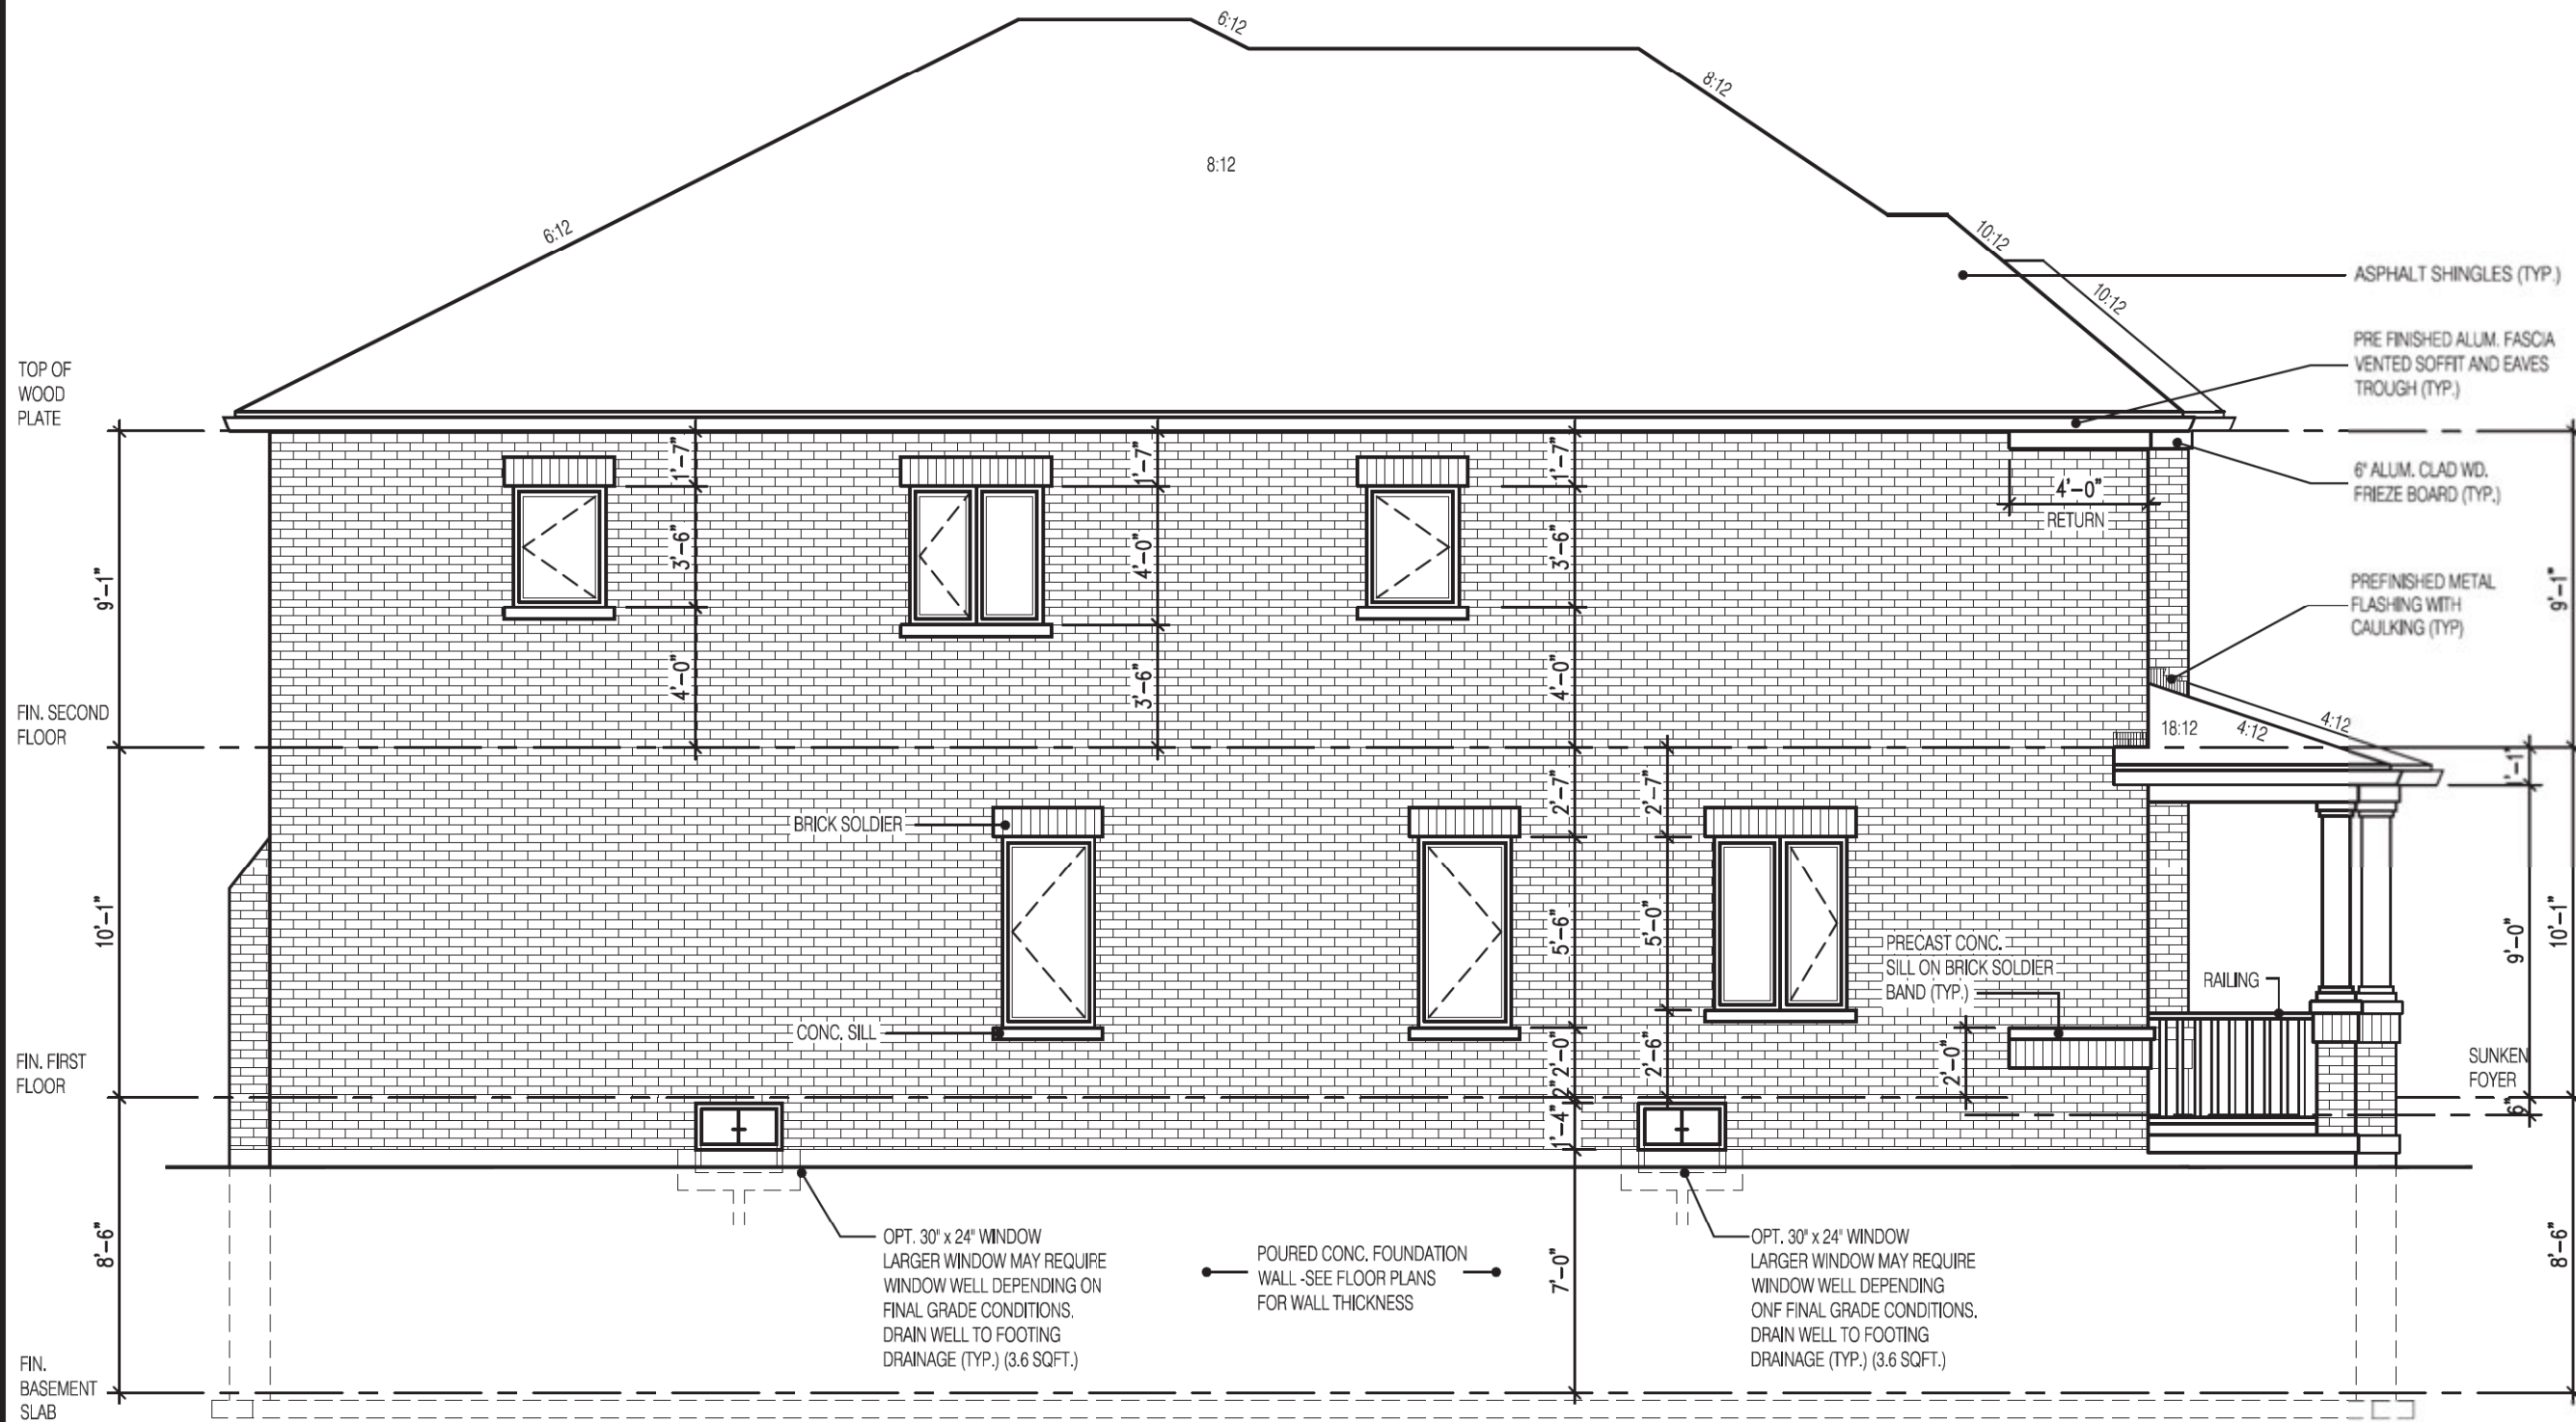 6:12
8:12
8:12
6:12
10:12
10:12
ASPHALT SHINGLES (TYP.)
PRE FINISHED ALUM. FASCIA
VENTED SOFFIT AND EAVES
TROUGH (TYP.)
TOP OF
WOOD
PLATE
1'-7"
1'-7"
1'-7"
6" ALUM. CLAD WD.
FRIEZE BOARD (TYP.)
4'-0"
RETURN
3'-6"
4'-0"
3'-6"
9'-1"
9'-1"
PREFINISHED METAL
FLASHING WITH
CAULKING (TYP)
4'-0"
3'-6"
4'-0"
FIN. SECOND
FLOOR
18:12
4:12
4:12
1'-1"
2'-7"
2'-7"
BRICK SOLDIER
10'-1"
5'-6"
5'-0"
PRECAST CONC.
SILL ON BRICK SOLDIER
BAND (TYP.)
RAILING
9'-0"
10'-1"
CONC. SILL
FIN. FIRST
FLOOR
2'-0"
2'-6"
2'-0"
SUNKEN
FOYER
2"
6"
1'-4"
8'-6"
OPT. 30" x 24" WINDOW
LARGER WINDOW MAY REQUIRE
WINDOW WELL DEPENDING ON
FINAL GRADE CONDITIONS.
DRAIN WELL TO FOOTING
DRAINAGE (TYP.) (3.6 SQFT.)
POURED CONC. FOUNDATION
WALL -SEE FLOOR PLANS
FOR WALL THICKNESS
7'-0"
OPT. 30" x 24" WINDOW
LARGER WINDOW MAY REQUIRE
WINDOW WELL DEPENDING
ONF FINAL GRADE CONDITIONS.
DRAIN WELL TO FOOTING
DRAINAGE (TYP.) (3.6 SQFT.)
8'-6"
FIN.
BASEMENT
SLAB